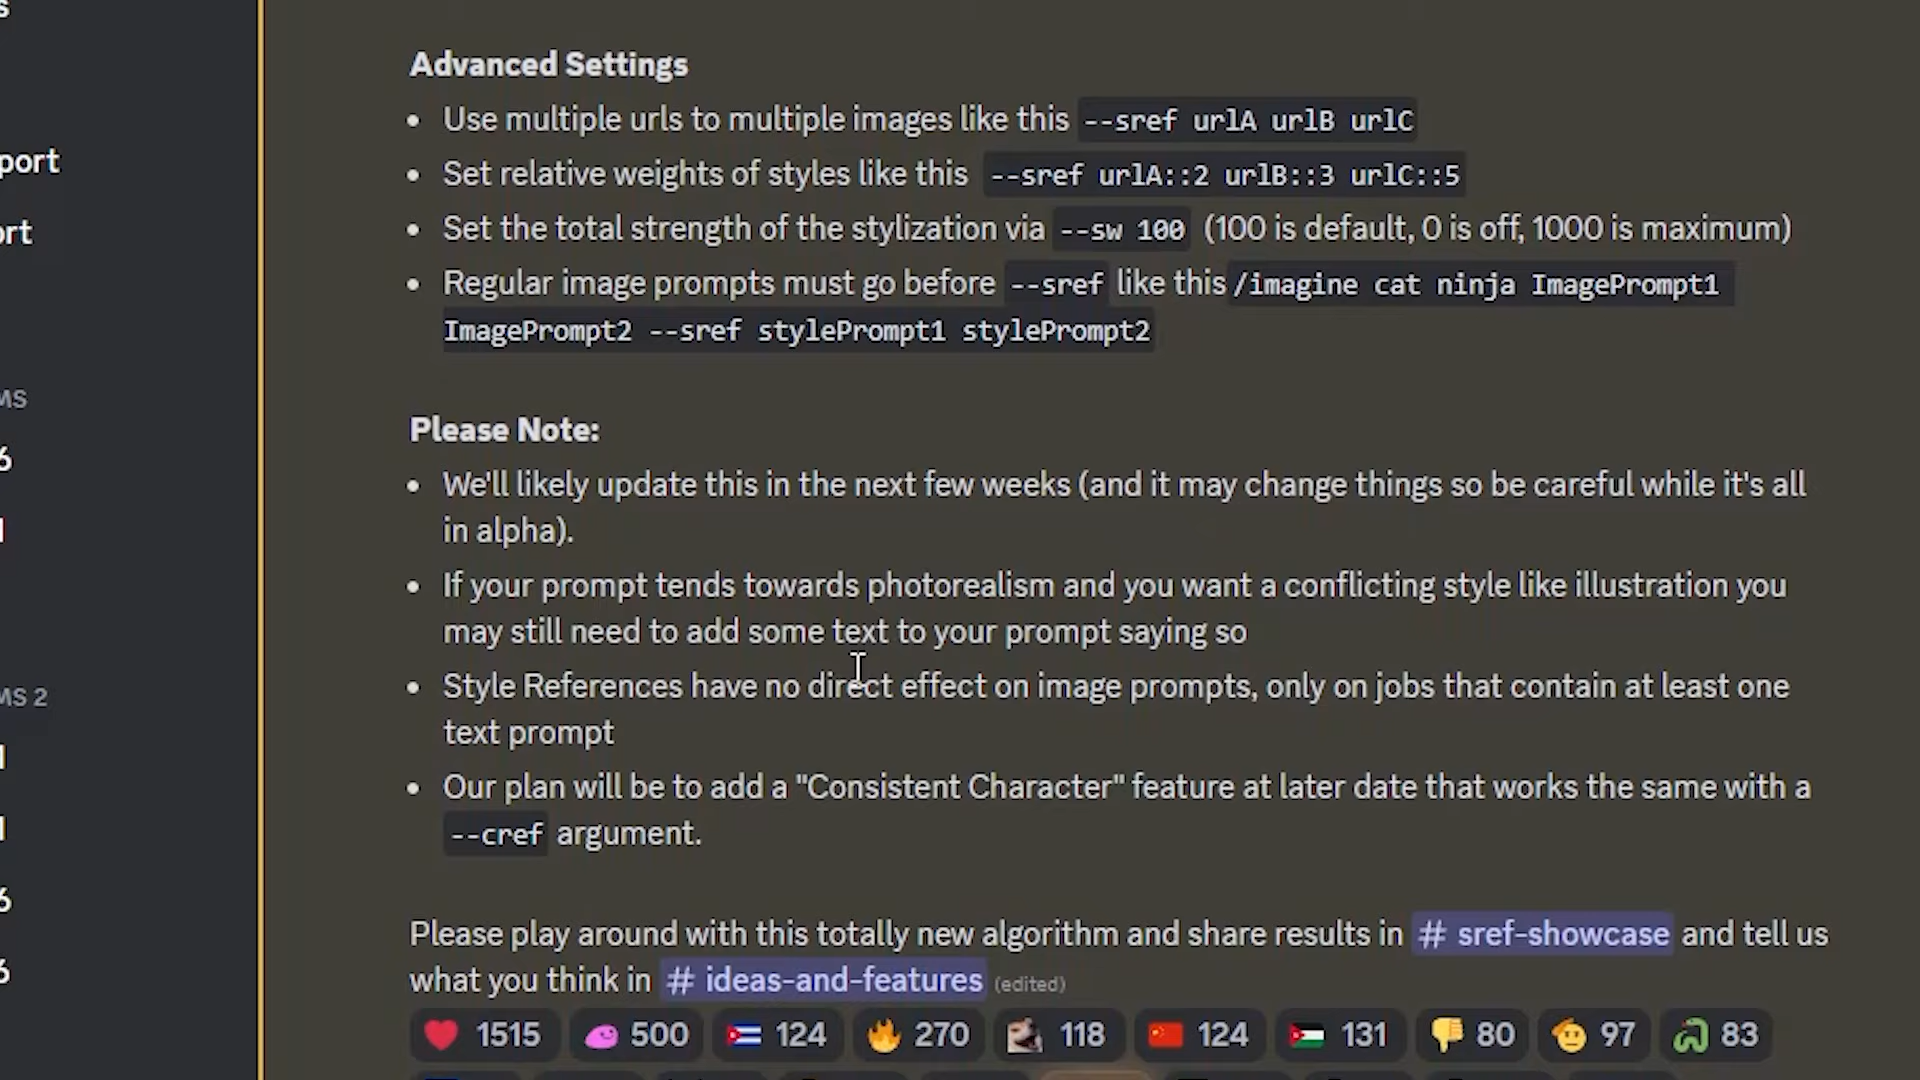 s
Advanced Settings
Use multiple urls to multiple images like this --sref urlA urlB urlC
port
Set relative weights of styles like this --sref urlA::2 urlB::3 urlC::5
ort
Set the total strength of the stylization via --sw 100 (100 is default, 0 is off, 1000 is maximum)
Regular image prompts must go before --sref like this /imagine cat ninja ImagePrompt1
ImagePrompt2 --sref stylePrompt1 stylePrompt2
MS
Please Note:
6
We'll likely update this in the next few weeks (and it may change things so be careful while it's all
in alpha).
If your prompt tends towards photorealism and you want a conflicting style like illustration you
may still need to add some text to your prompt saying so
MS 2
Style References have no direct effect on image prompts, only on jobs that contain at least one
text prompt
Our plan will be to add a "Consistent Character" feature at later date that works the same with a
--cref argument.
6
Please play around with this totally new algorithm and share results in # sref-showcase and tell us
6
what you think in # ideas-and-features (edited)
1515 500 124 270 118 124 131 80 97 83